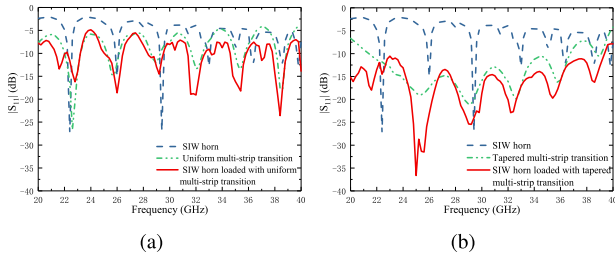 0
-5
-10
-15
-20
-25
-30
-35
-40
|S11| (dB)
SIW horn
Uniform multi-strip transition
SIW horn loaded with uniform
multi-strip transition
20 22 24 26 28 30 32 34 36 38 40
Frequency (GHz)
(a)
0
-5
-10
-15
-20
-25
-30
-35
-40
|S11| (dB)
SIW horn
Tapered multi-strip transition
SIW horn loaded with tapered
multi-strip transition
20 22 24 26 28 30 32 34 36 38 40
Frequency (GHz)
(b)